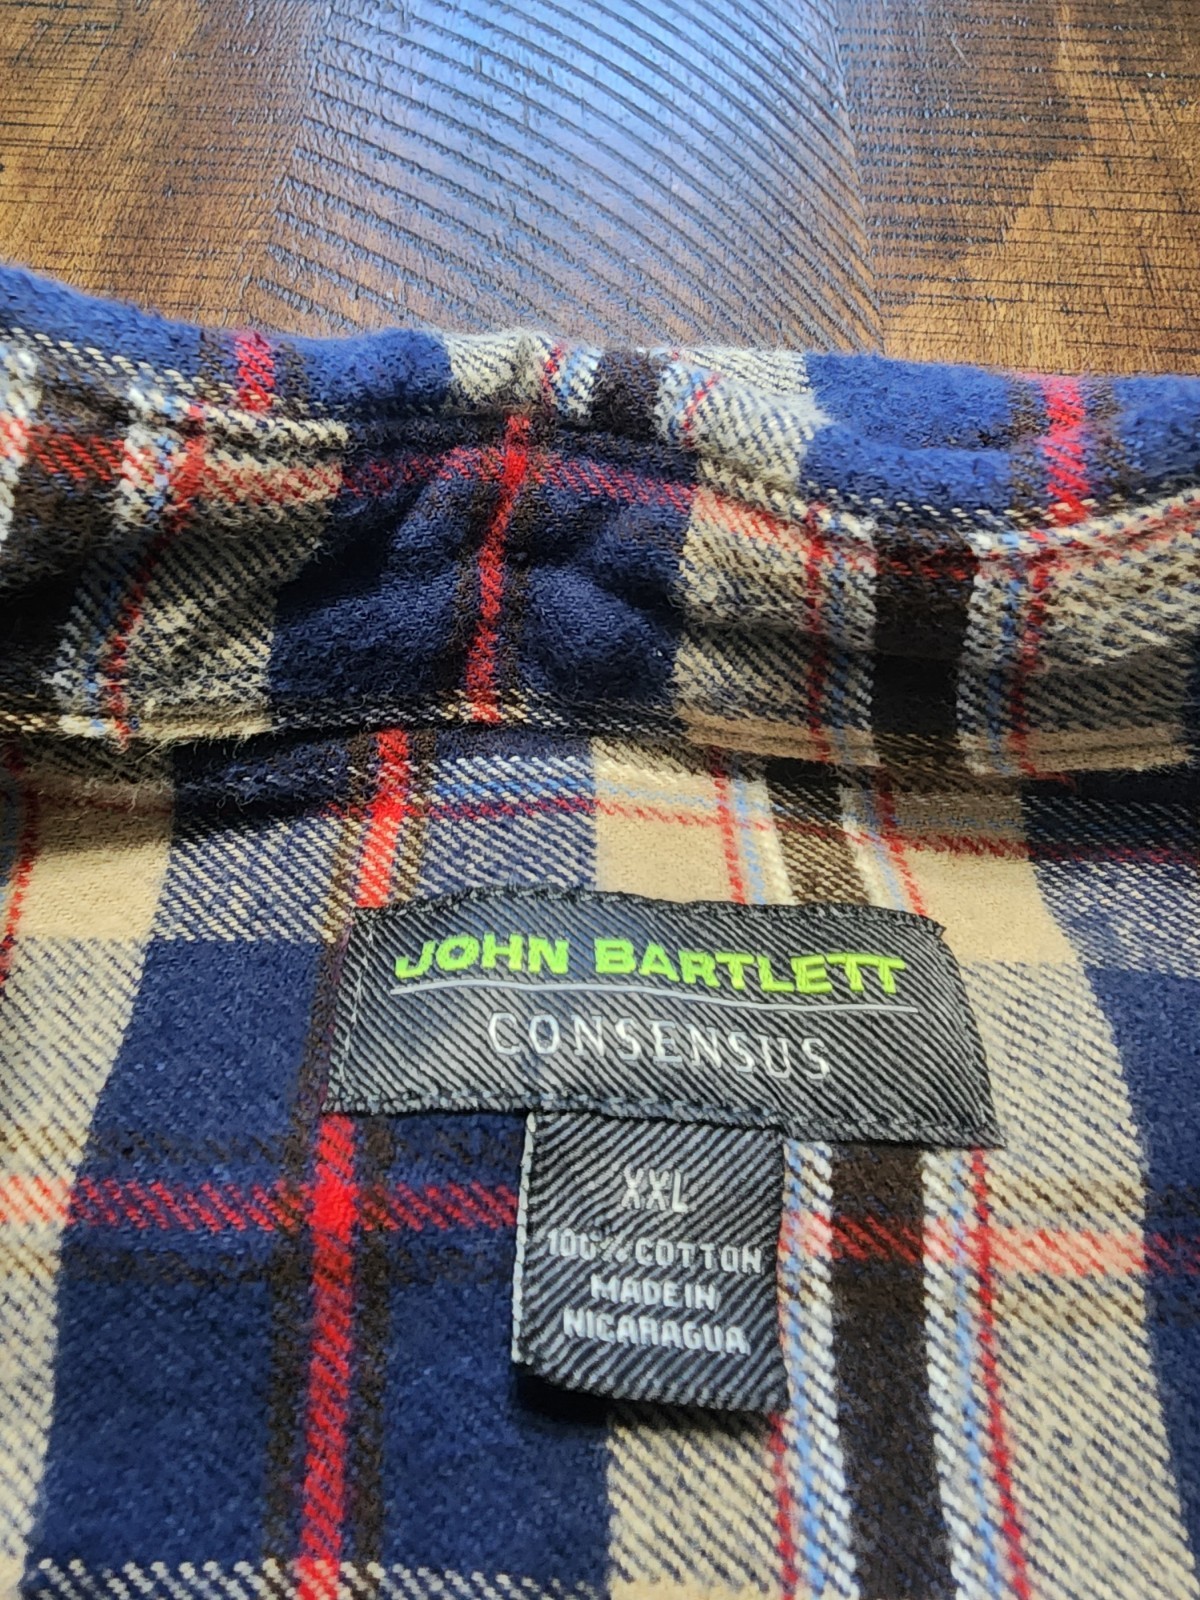 JOHN BARTLETT
CONSENSUS
XXL
100% COTTON
MADE IN
NICARAGUA